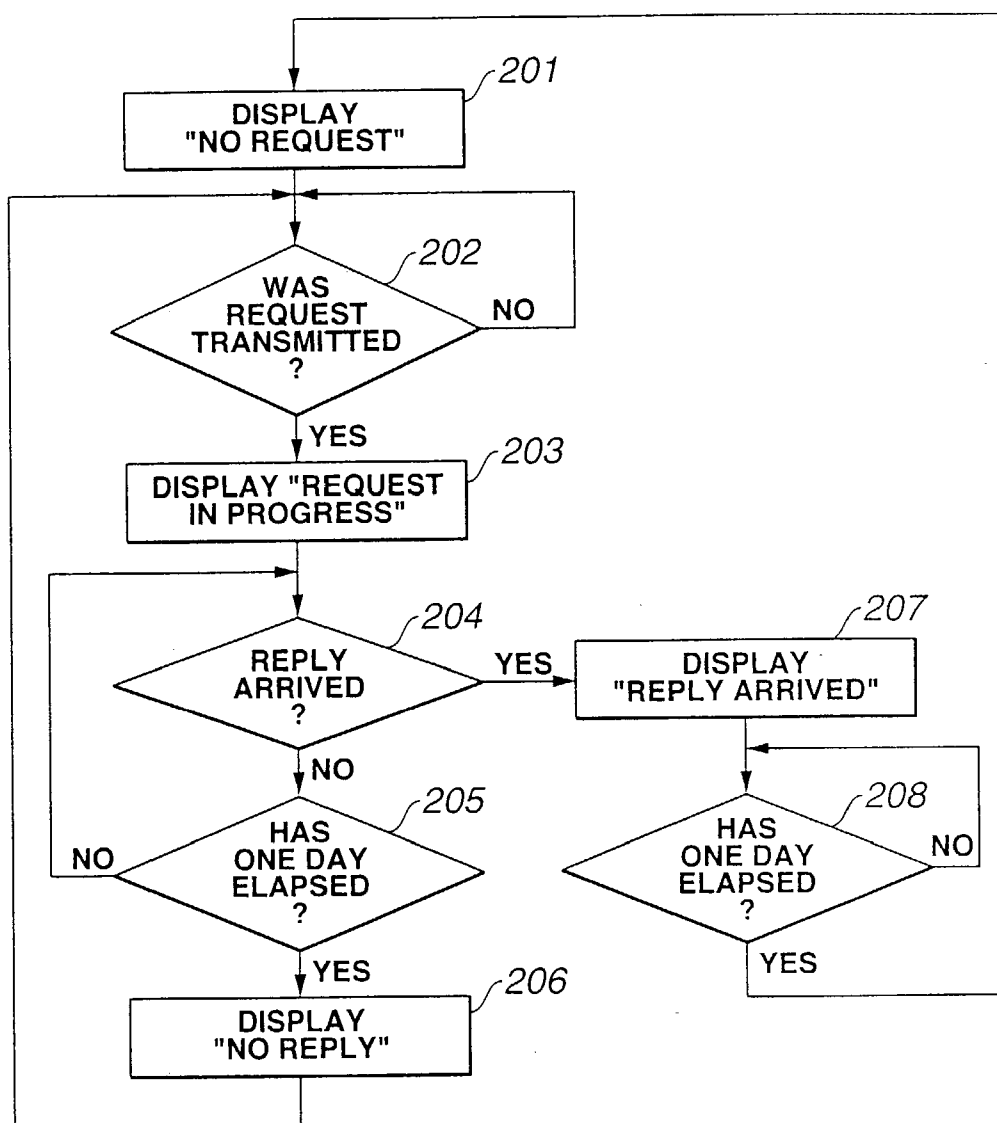 201
DISPLAY
"NO REQUEST"
202
WAS
REQUEST
TRANSMITTED
?
NO
YES
203
DISPLAY "REQUEST
IN PROGRESS"
204
REPLY
ARRIVED
?
YES
NO
207
DISPLAY
"REPLY ARRIVED"
205
HAS
ONE DAY
ELAPSED
?
NO
YES
208
HAS
ONE DAY
ELAPSED
?
NO
YES
206
DISPLAY
"NO REPLY"